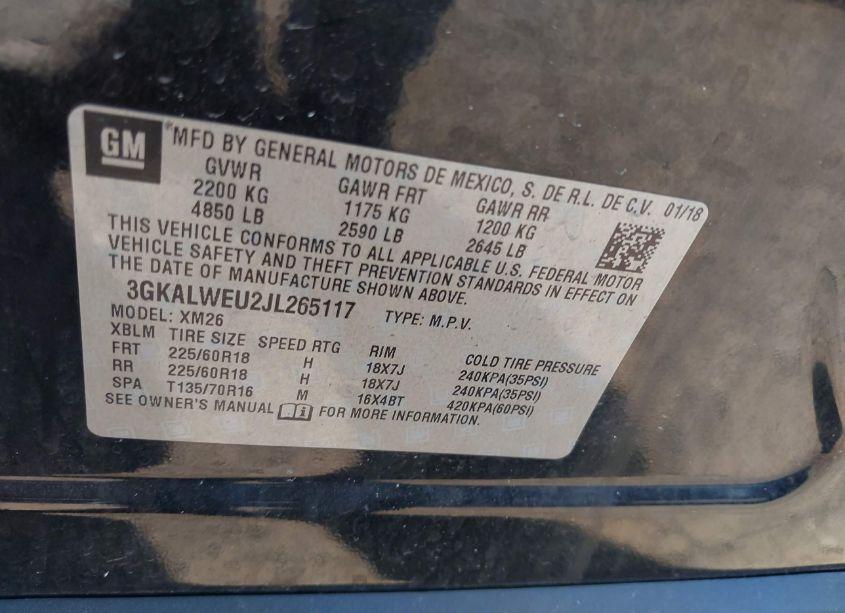 GM
*MFD BY GENERAL MOTORS DE MEXICO, S. DE R.L. DE C.V. 01/18
GVWR GAWR FRT GAWR RR
2200 KG 1175 KG 1200 KG
4850 LB 2590 LB 2645 LB
THIS VEHICLE CONFORMS TO ALL APPLICABLE U.S. FEDERAL MOTOR
VEHICLE SAFETY AND THEFT PREVENTION STANDARDS IN EFFECT ON
THE DATE OF MANUFACTURE SHOWN ABOVE.
3GKALWEU2JL265117 TYPE: M.P.V.
MODEL: XM26
XBLM TIRE SIZE SPEED RTG RIM COLD TIRE PRESSURE
FRT 225/60R18 H 18X7J 240KPA(35PSI)
RR 225/60R18 H 18X7J 240KPA(35PSI)
SPA T135/70R16 M 16X4BT 420KPA(60PSI)
SEE OWNER'S MANUAL FOR MORE INFORMATION.